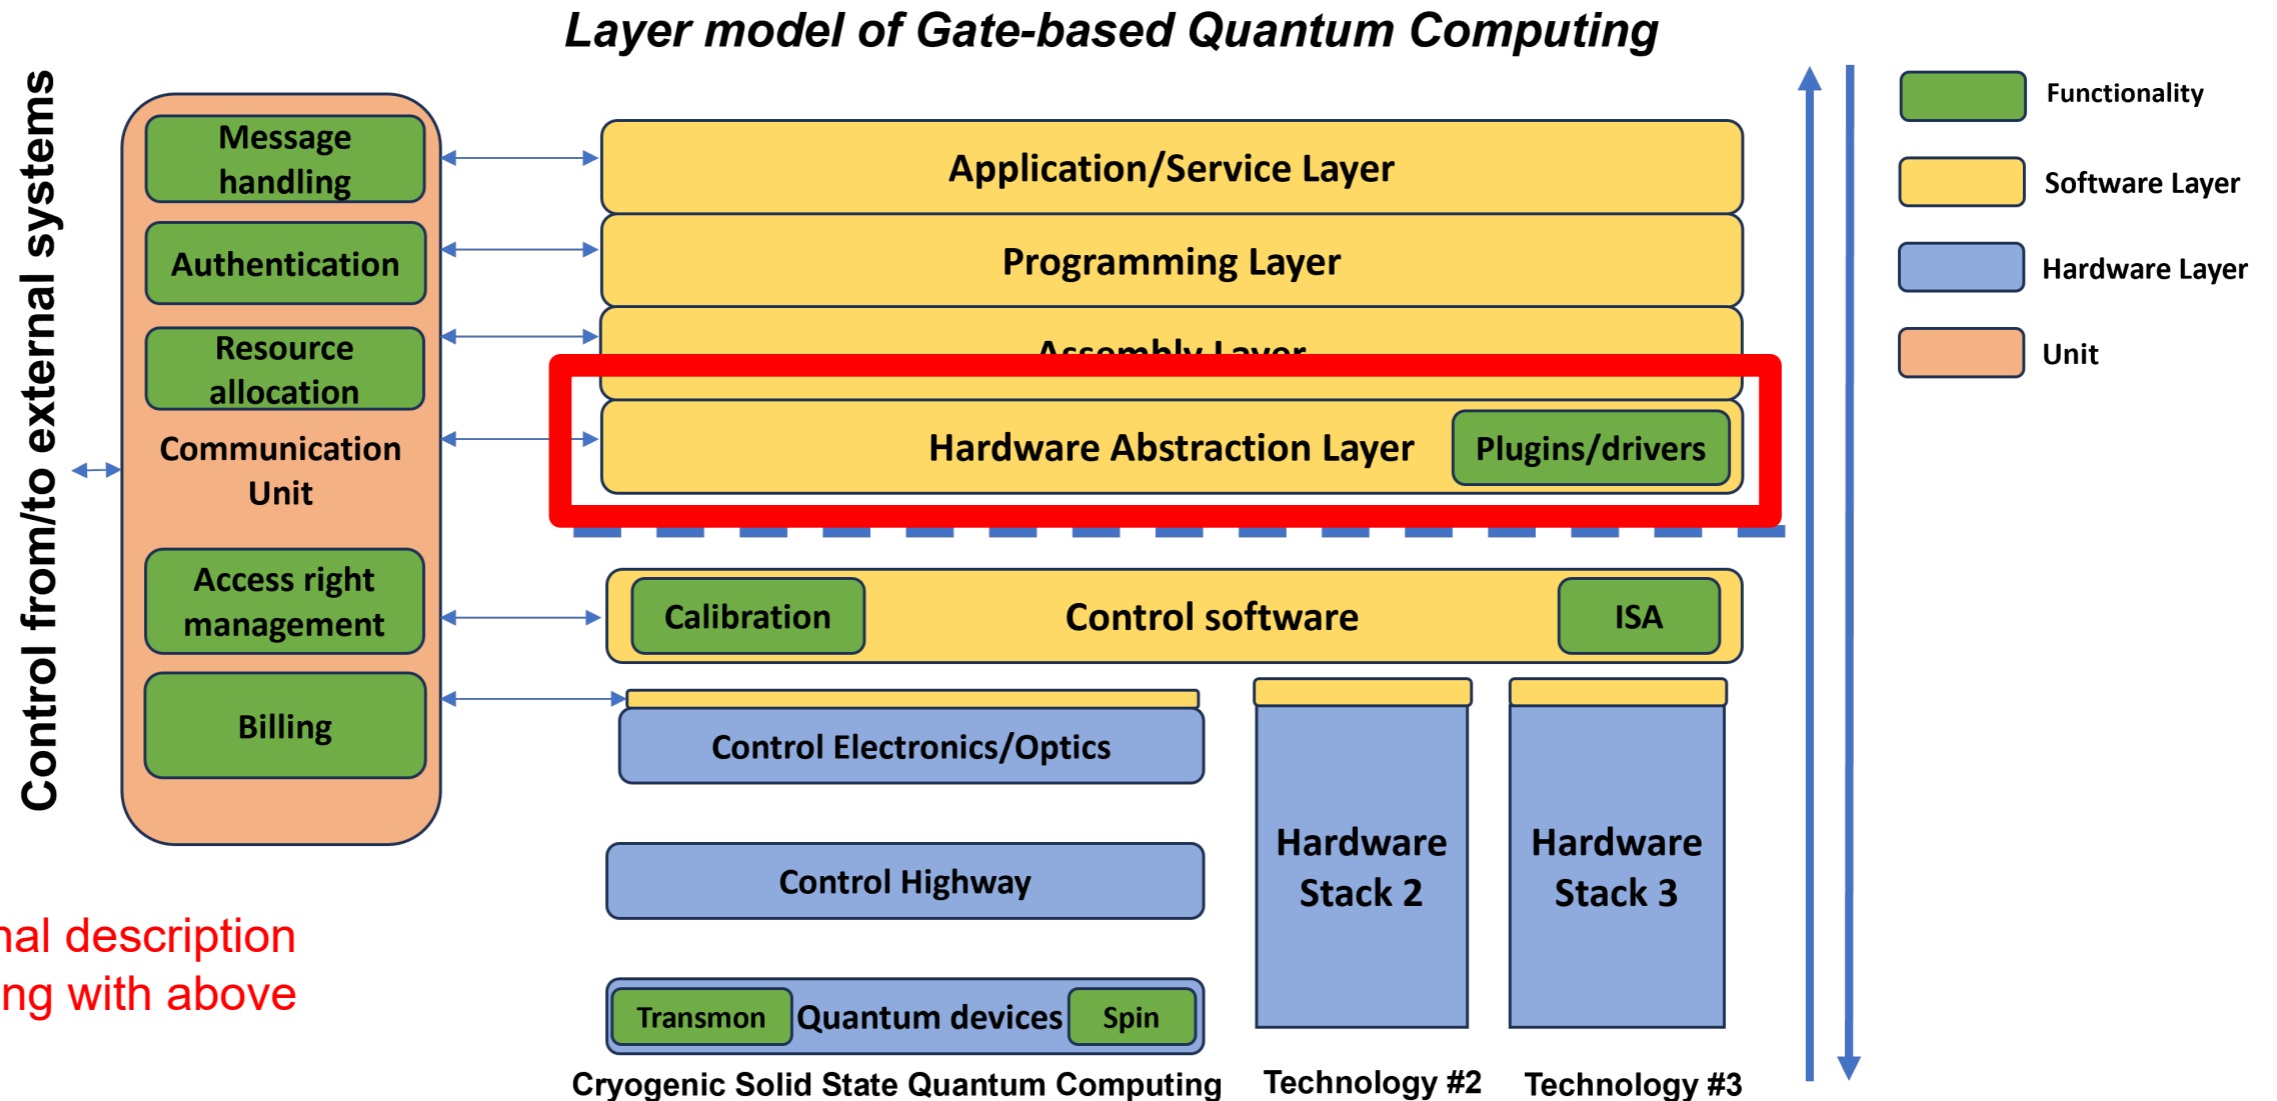 Layer model of Gate-based Quantum Computing
Control from/to external systems
Message
handling
Authentication
Resource
allocation
Communication
Unit
Access right
management
Billing
Application/Service Layer
Programming Layer
Assembly Layer
Hardware Abstraction Layer
Plugins/drivers
Calibration
Control software
ISA
Control Electronics/Optics
Control Highway
Transmon
Quantum devices
Spin
Cryogenic Solid State Quantum Computing
Hardware
Stack 2
Technology #2
Hardware
Stack 3
Technology #3
Functionality
Software Layer
Hardware Layer
Unit
description
with above